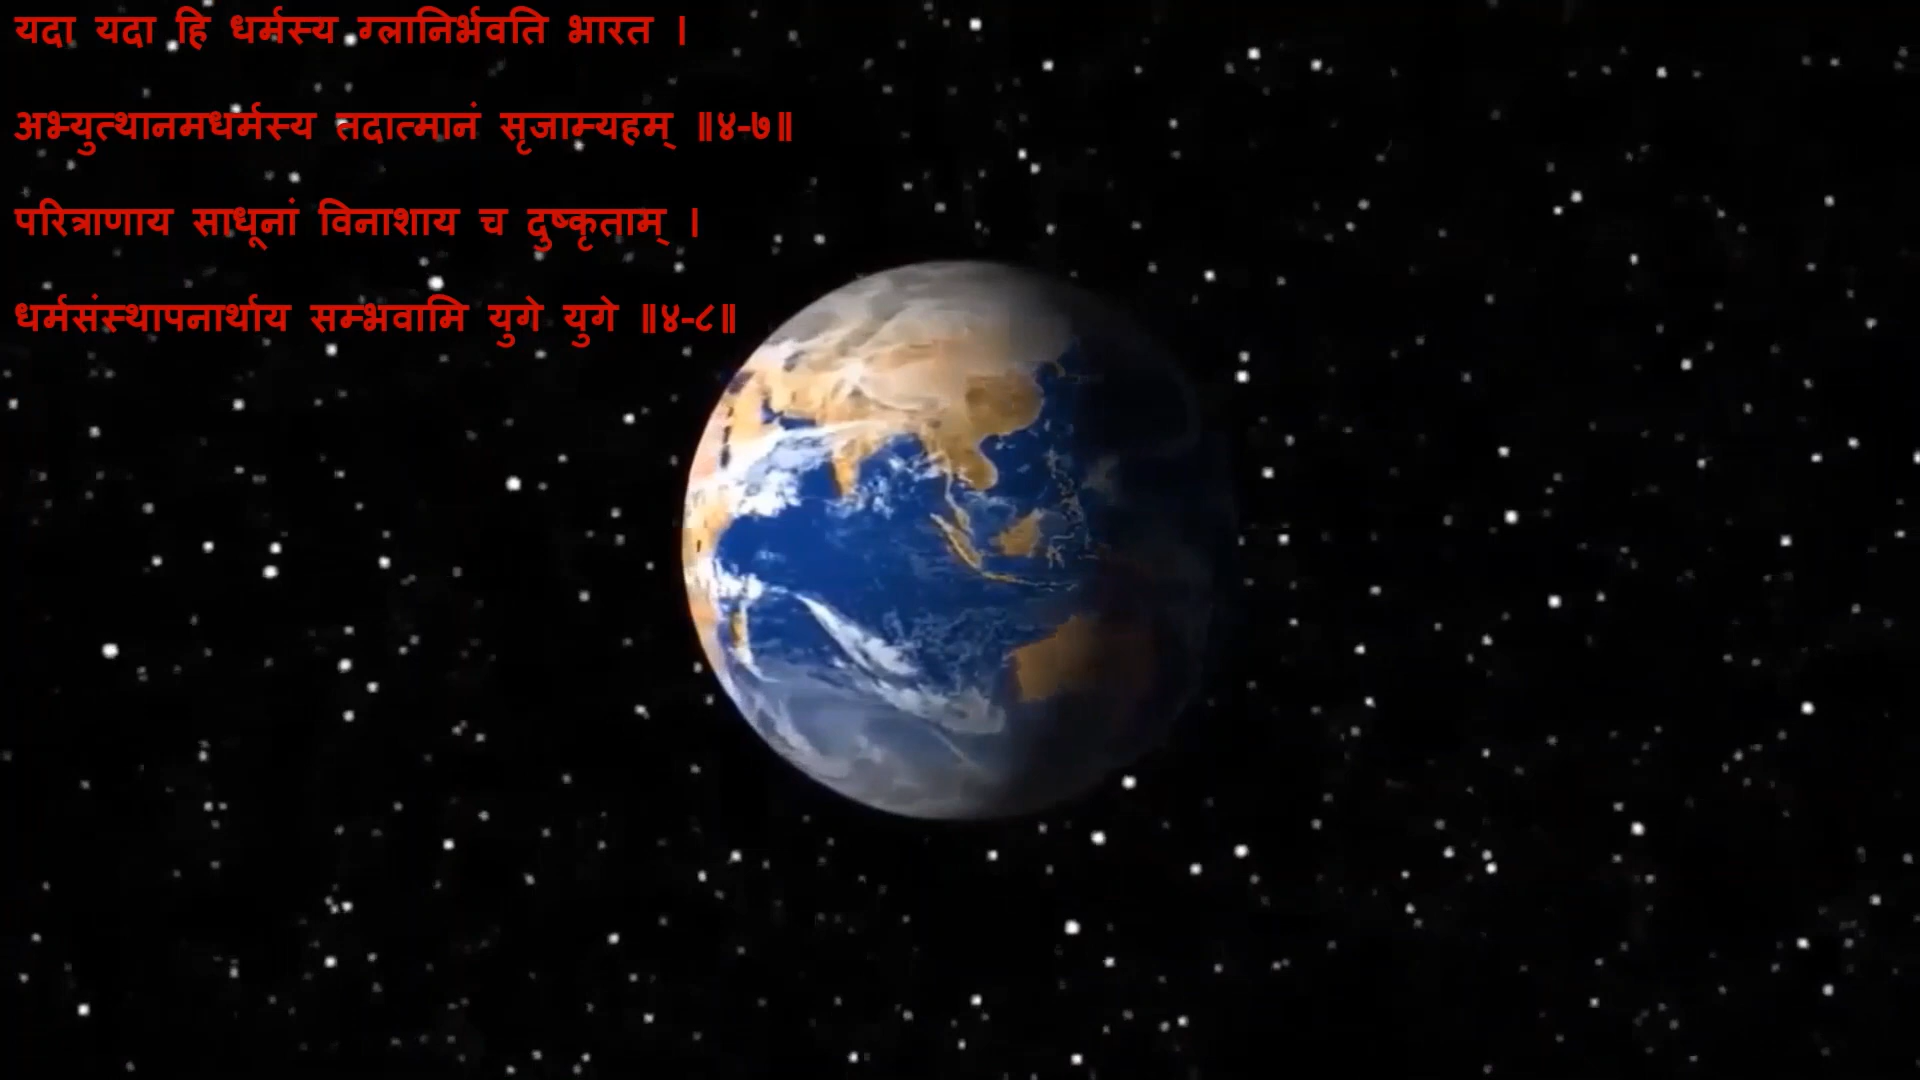 यदा यदा हि धर्मस्य ग्लानिर्भवति भारत ।
अभ्युत्थानमधर्मस्य तदात्मानं सृजाम्यहम् ॥४-७॥
परित्राणाय साधूनां विनाशाय च दुष्कृताम् ।
धर्मसंस्थापनार्थाय सम्भवामि युगे युगे ॥४-८॥